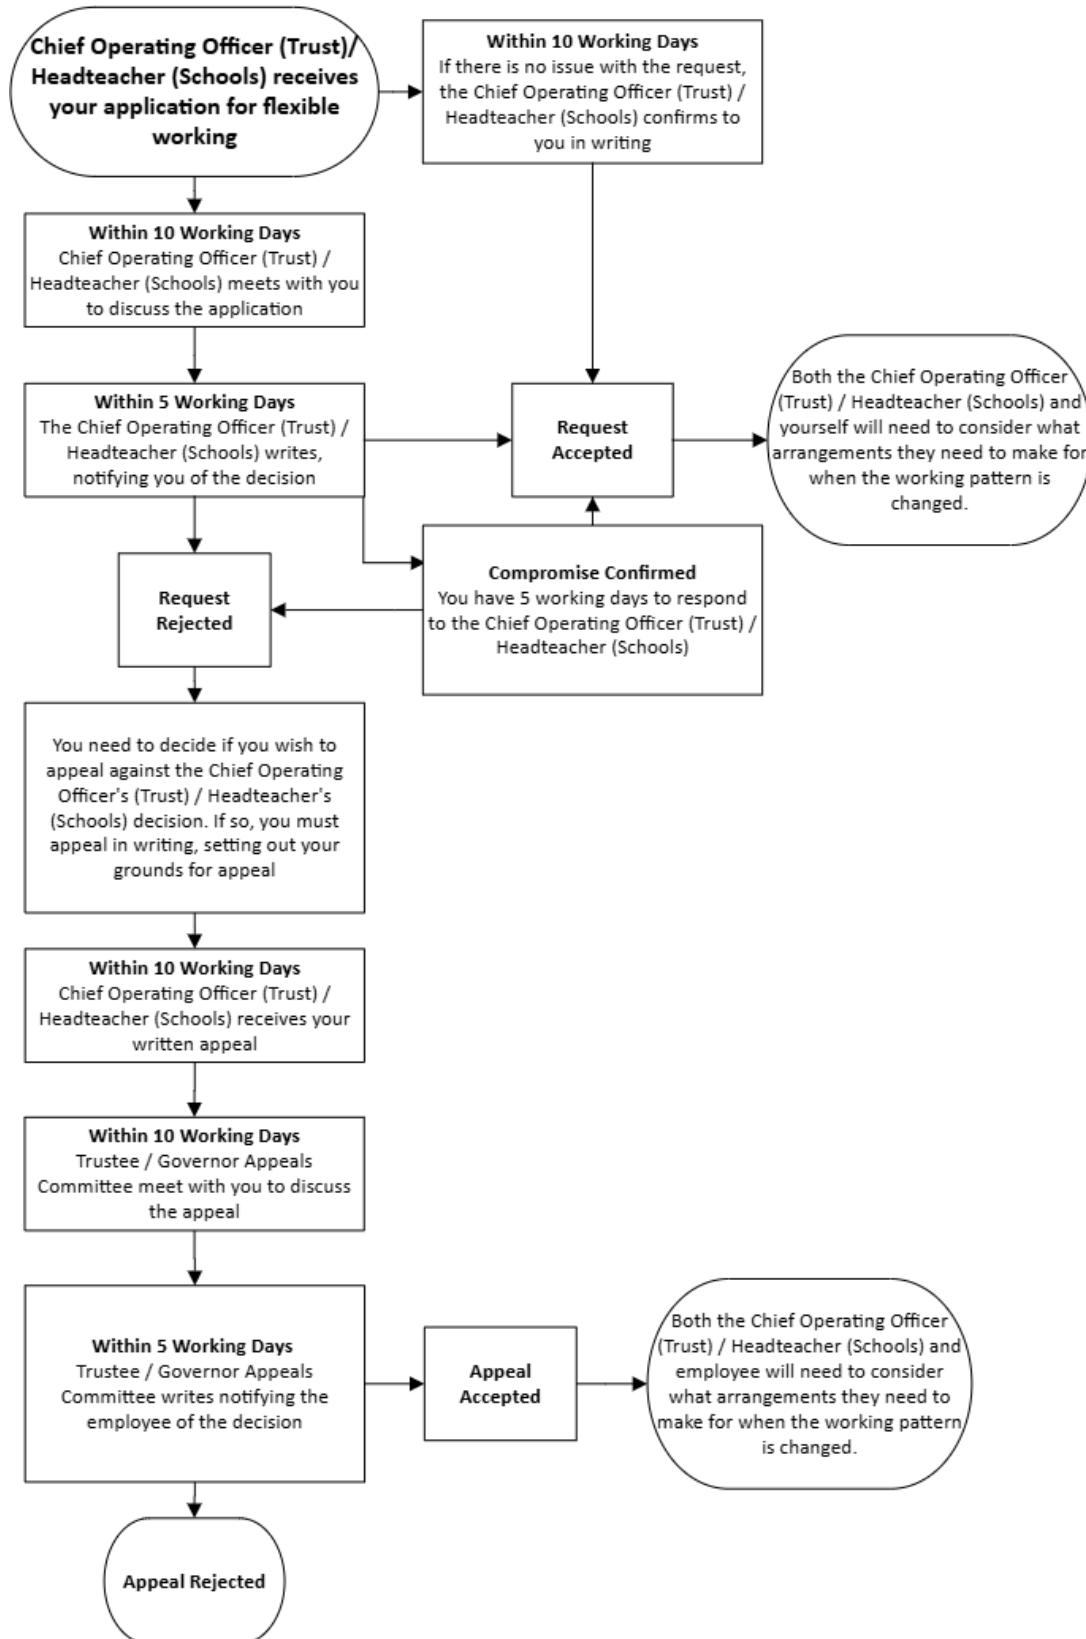 Chief Operating Officer (Trust)/
Headteacher (Schools) receives
your application for flexible
working
Within 10 Working Days
If there is no issue with the request,
the Chief Operating Officer (Trust) /
Headteacher (Schools) confirms to
you in writing
Within 10 Working Days
Chief Operating Officer (Trust) /
Headteacher (Schools) meets with you
to discuss the application
Within 5 Working Days
The Chief Operating Officer (Trust) /
Headteacher (Schools) writes,
notifying you of the decision
Request
Accepted
Both the Chief Operating Officer
(Trust) / Headteacher (Schools) and
yourself will need to consider what
arrangements they need to make for
when the working pattern is
changed.
Request
Rejected
Compromise Confirmed
You have 5 working days to respond
to the Chief Operating Officer (Trust) /
Headteacher (Schools)
You need to decide if you wish to
appeal against the Chief Operating
Officer's (Trust) / Headteacher's
(Schools) decision. If so, you must
appeal in writing, setting out your
grounds for appeal
Within 10 Working Days
Chief Operating Officer (Trust) /
Headteacher (Schools) receives your
written appeal
Within 10 Working Days
Trustee / Governor Appeals
Committee meet with you to discuss
the appeal
Within 5 Working Days
Trustee / Governor Appeals
Committee writes notifying the
employee of the decision
Appeal
Accepted
Both the Chief Operating Officer
(Trust) / Headteacher (Schools) and
employee will need to consider
what arrangements they need to
make for when the working pattern
is changed.
Appeal Rejected